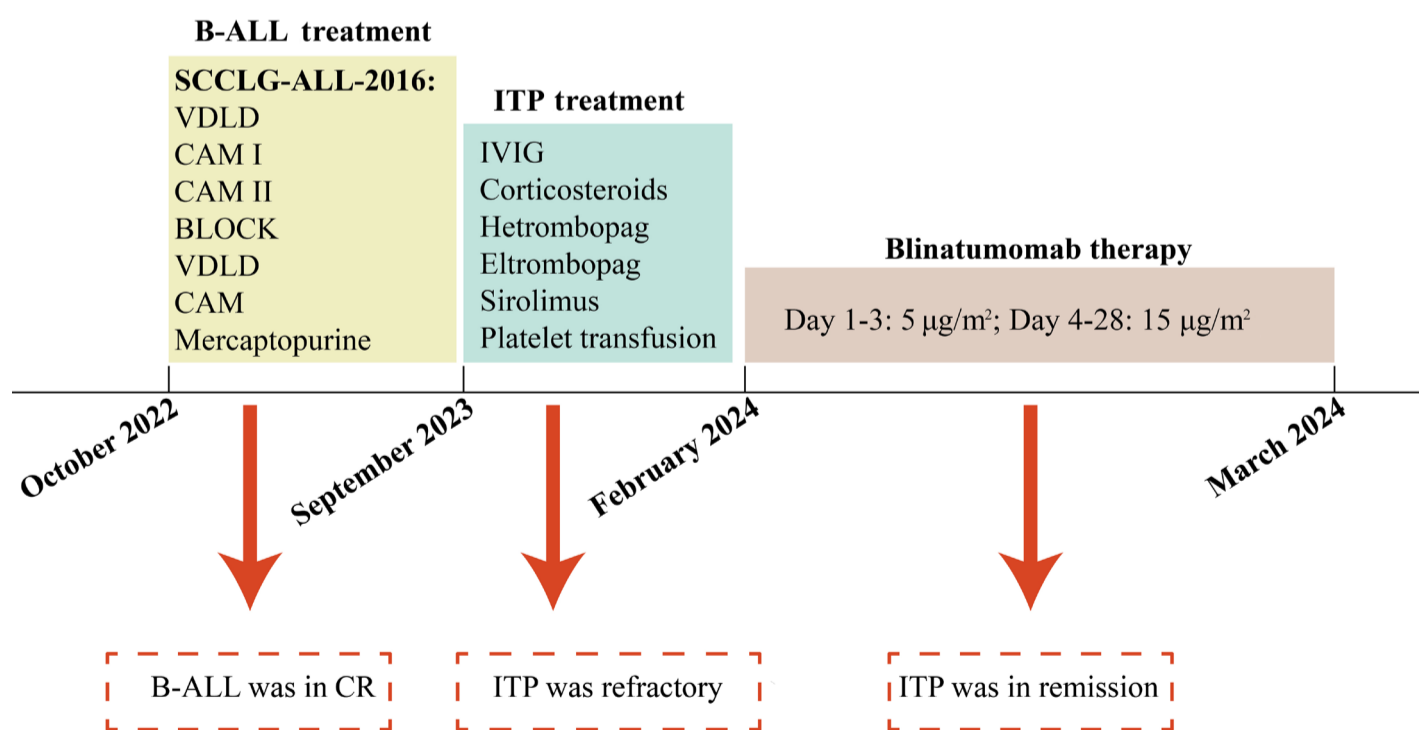 B-ALL treatment
SCCLG-ALL-2016:
VDLD
CAM I
CAM II
BLOCK
VDLD
CAM
Mercaptopurine
ITP treatment
IVIG
Corticosteroids
Hetrombopag
Eltrombopag
Sirolimus
Platelet transfusion
Blinatumomab therapy
Day 1-3: 5 μg/m²; Day 4-28: 15 μg/m²
October 2022
September 2023
February 2024
March 2024
B-ALL was in CR
ITP was refractory
ITP was in remission